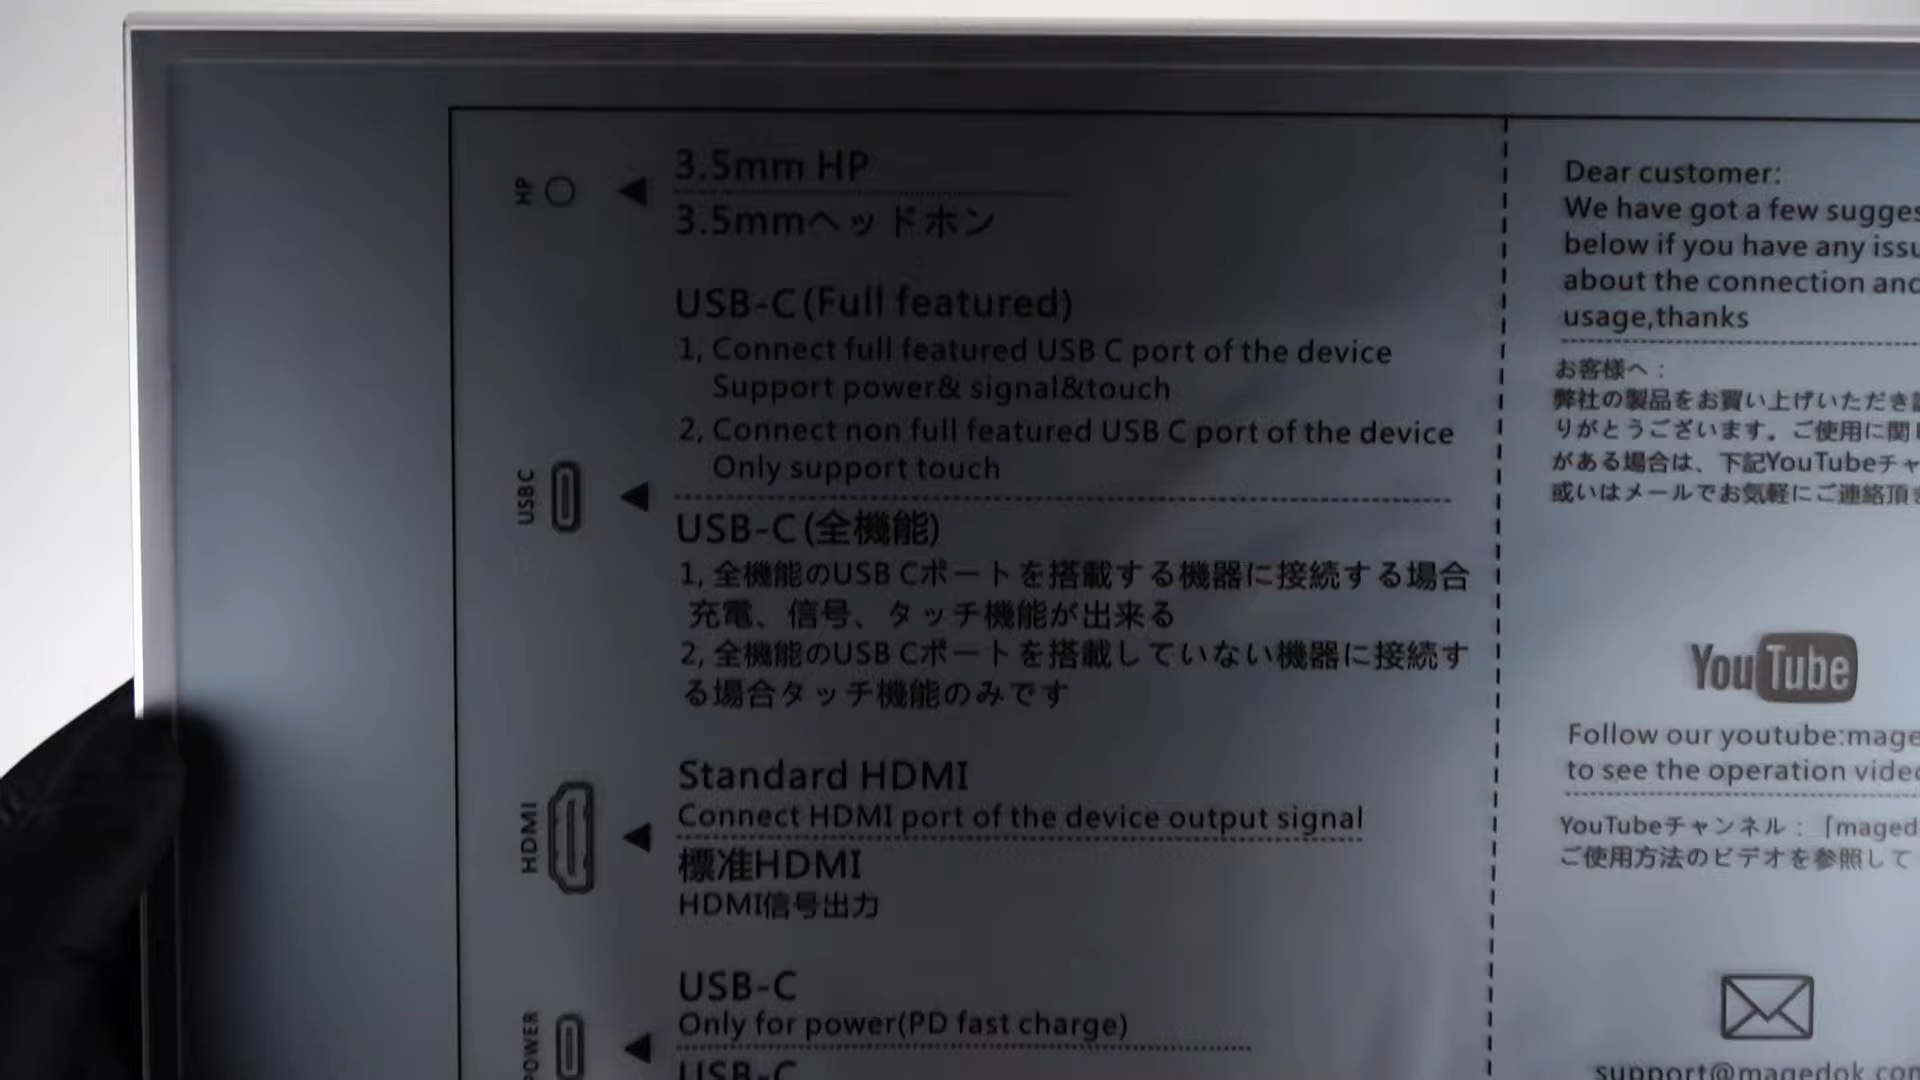 HP
3.5mm HP
3.5mmヘッドホン
USBC
USB-C(Full featured)
1, Connect full featured USB C port of the device
Support power& signal&touch
2, Connect non full featured USB C port of the device
Only support touch
USB-C(全機能)
1, 全機能のUSB Cポートを搭載する機器に接続する場合
充電、信号、タッチ機能が出来る
2, 全機能のUSB Cポートを搭載していない機器に接続す
る場合タッチ機能のみです
HDMI
Standard HDMI
Connect HDMI port of the device output signal
標准HDMI
HDMI信号出力
POWER
USB-C
Only for power(PD fast charge)
USB-C
Dear customer:
We have got a few sugges
below if you have any issu
about the connection and
usage,thanks
お客様へ：
弊社の製品をお買い上げいただき
りがとうございます。ご使用に関
がある場合は、下記YouTubeチャ
或いはメールでお気軽にご連絡頂
YouTube
Follow our youtube:mage
to see the operation video
YouTubeチャンネル：「maged
ご使用方法のビデオを参照して
support@magedok.com